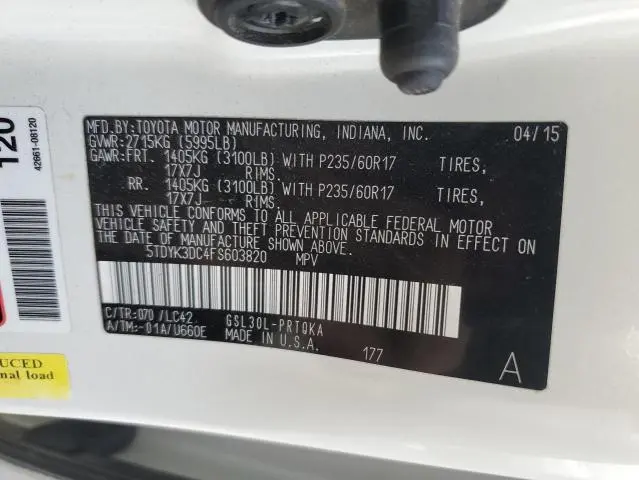 MFD.BY:TOYOTA MOTOR MANUFACTURING, INDIANA, INC. 04/15
GVWR:2715KG (5995LB)
GAWR:FRT. 1405KG (3100LB) WITH P235/60R17 TIRES,
17X7J RIMS.
RR. 1405KG (3100LB) WITH P235/60R17 TIRES,
17X7J RIMS.
THIS VEHICLE CONFORMS TO ALL APPLICABLE FEDERAL MOTOR
VEHICLE SAFETY AND THEFT PREVENTION STANDARDS IN EFFECT ON
THE DATE OF MANUFACTURE SHOWN ABOVE.
5TDYK3DC4FS603820 MPV
C/TR:070 /LC42 GSL30L-PRTQKA
A/TM:-01A/U660E MADE IN U.S.A.
177 A
120
42661-08120
UCED
nal load